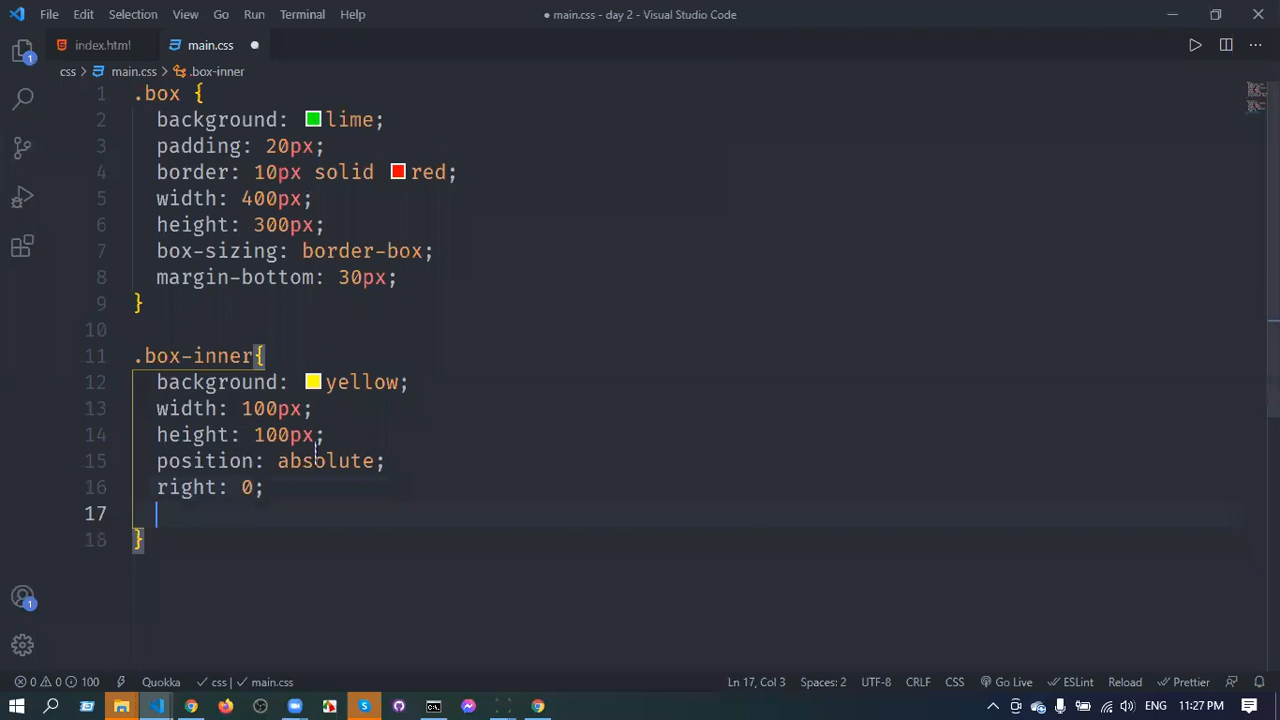 File Edit Selection View Go Run Terminal Help ● main.css - day 2 - Visual Studio Code
index.html main.css
css > main.css > .box-inner
1 .box {
2 background: lime;
3 padding: 20px;
4 border: 10px solid red;
5 width: 400px;
6 height: 300px;
7 box-sizing: border-box;
8 margin-bottom: 30px;
9 }
10
11 .box-inner{
12 background: yellow;
13 width: 100px;
14 height: 100px;
15 position: absolute;
16 right: 0;
17
18 }
1
1
0 0 100 Quokka css | main.css Ln 17, Col 3 Spaces: 2 UTF-8 CRLF CSS Go Live ESLint Reload Prettier
11:27 PM